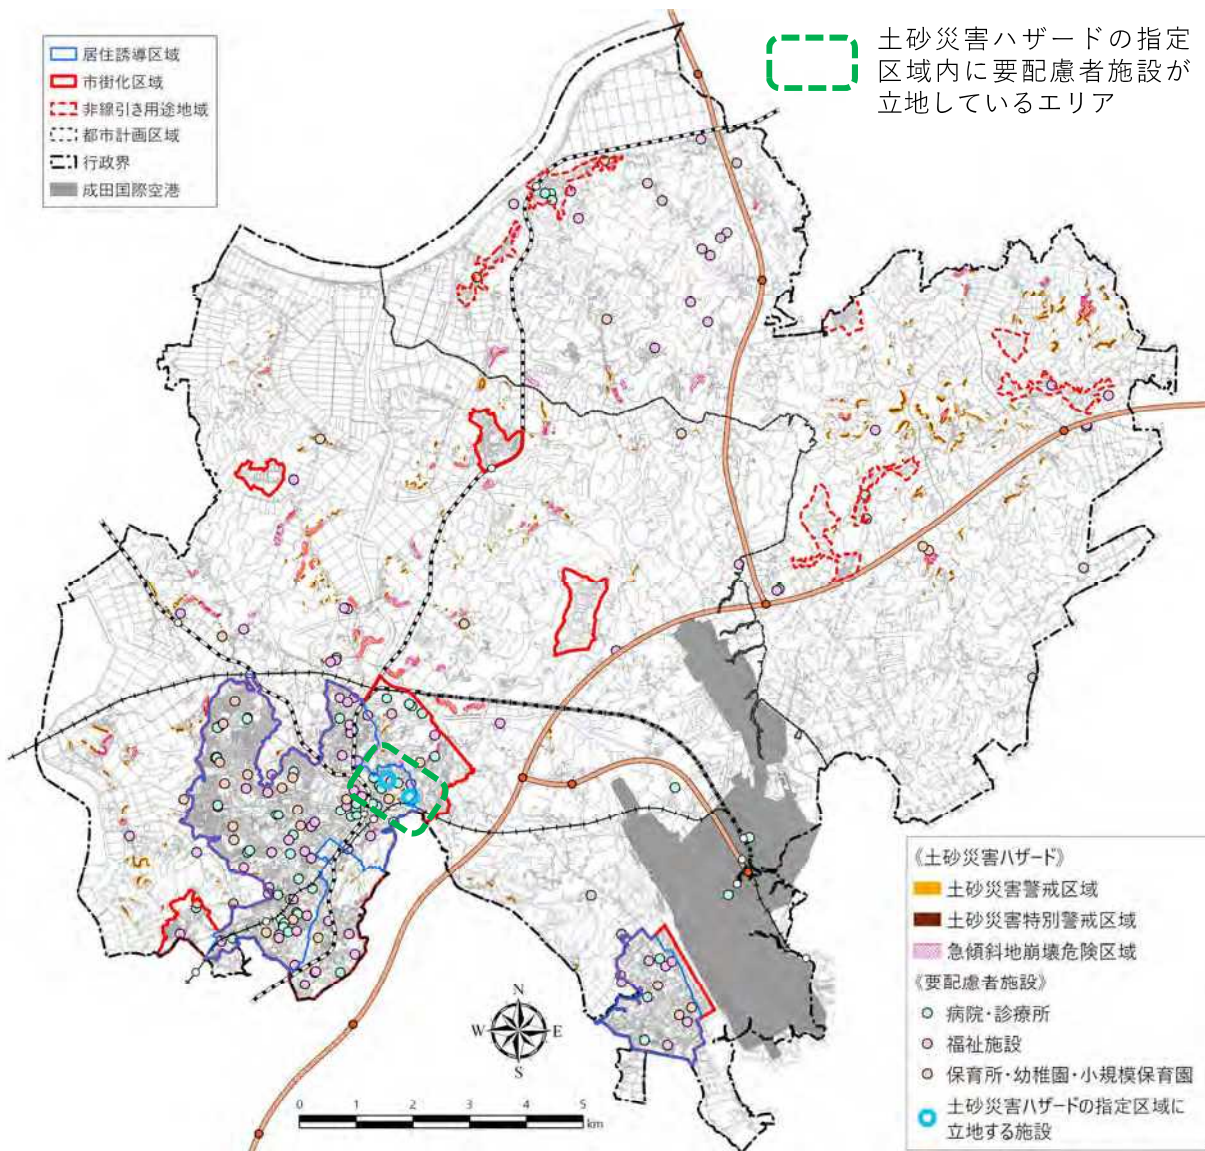 居住誘導区域
市街化区域
非線引き用途地域
都市計画区域
行政界
成田国際空港
土砂災害ハザードの指定
区域内に要配慮者施設が
立地しているエリア
N
W E
S
0 1 2 3 4 5
km
《土砂災害ハザード》
土砂災害警戒区域
土砂災害特別警戒区域
急傾斜地崩壊危険区域
《要配慮者施設》
病院・診療所
福祉施設
保育所・幼稚園・小規模保育園
土砂災害ハザードの指定区域に
立地する施設